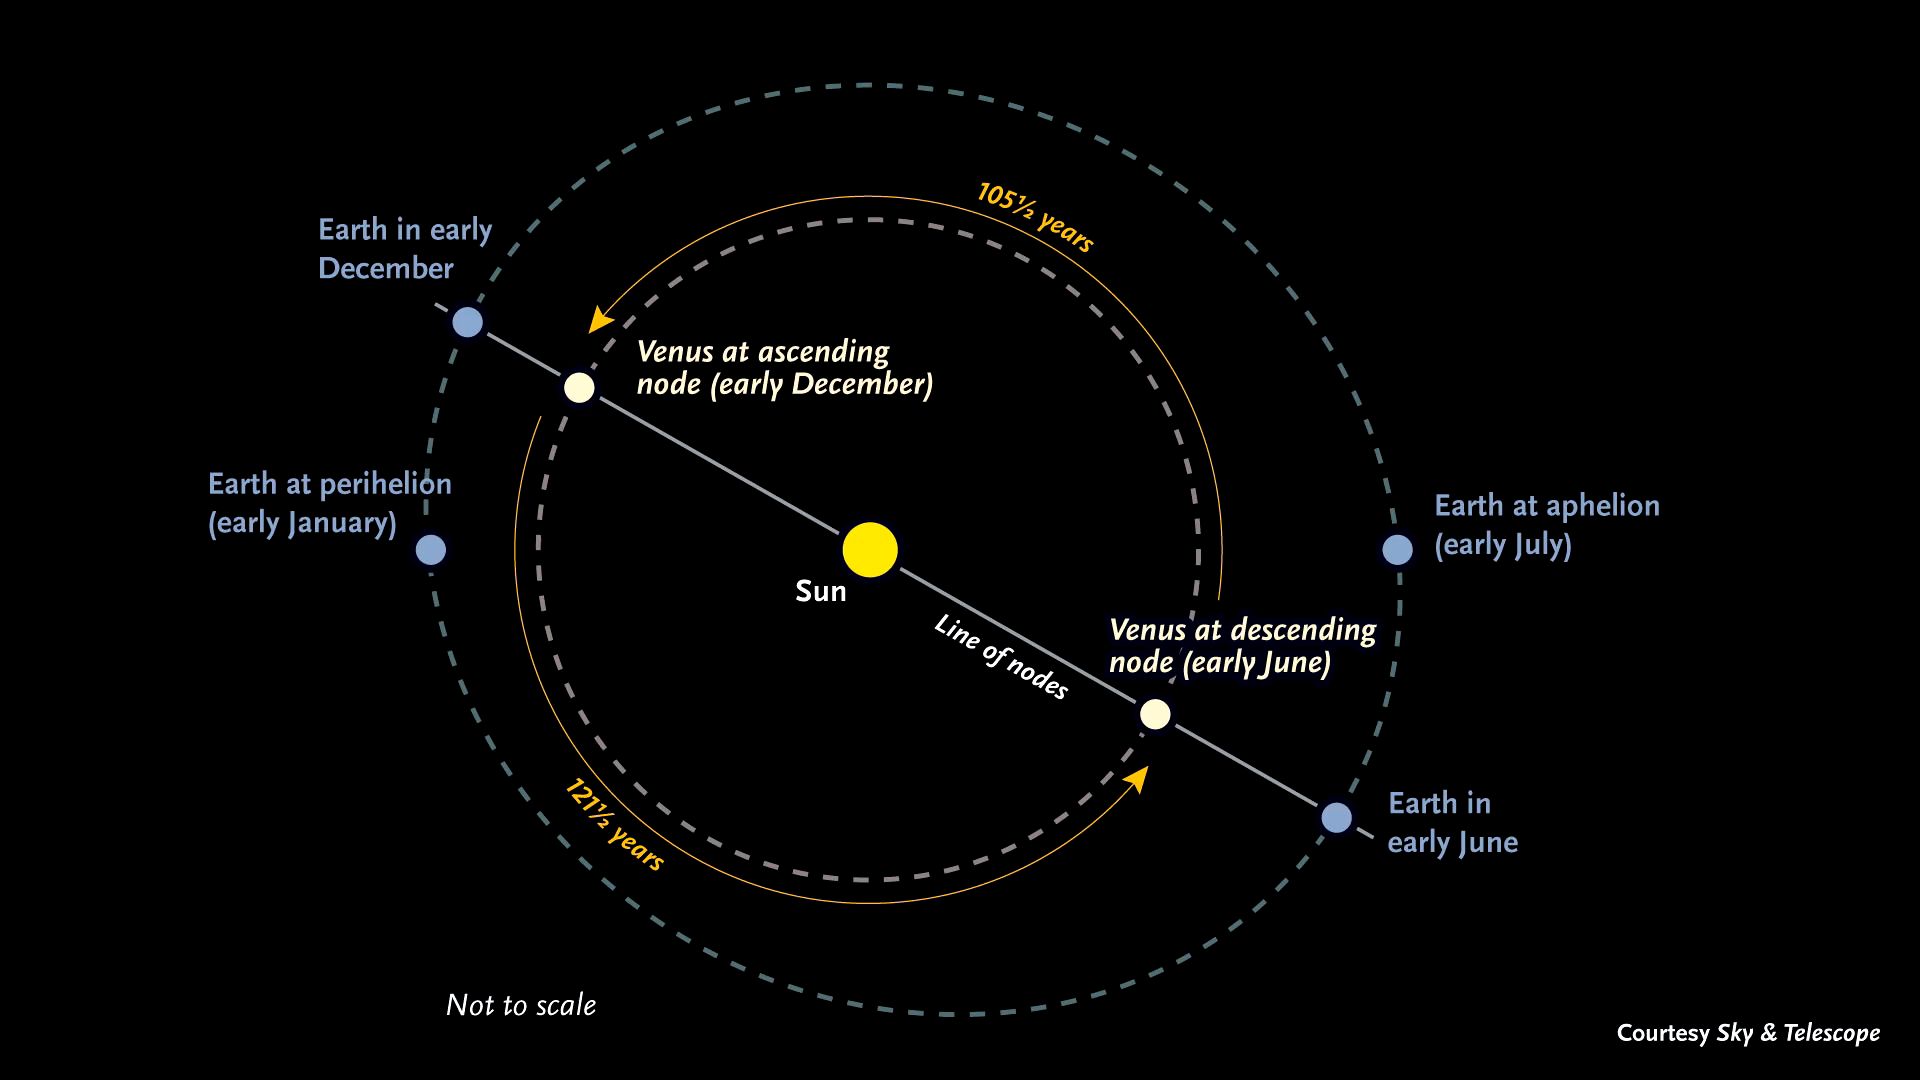 105½ years
Earth in early
December
Venus at ascending
node (early December)
Earth at perihelion
(early January)
Earth at aphelion
(early July)
Sun
Line of nodes
Venus at descending
node (early June)
121½ years
Earth in
early June
Not to scale
Courtesy Sky & Telescope